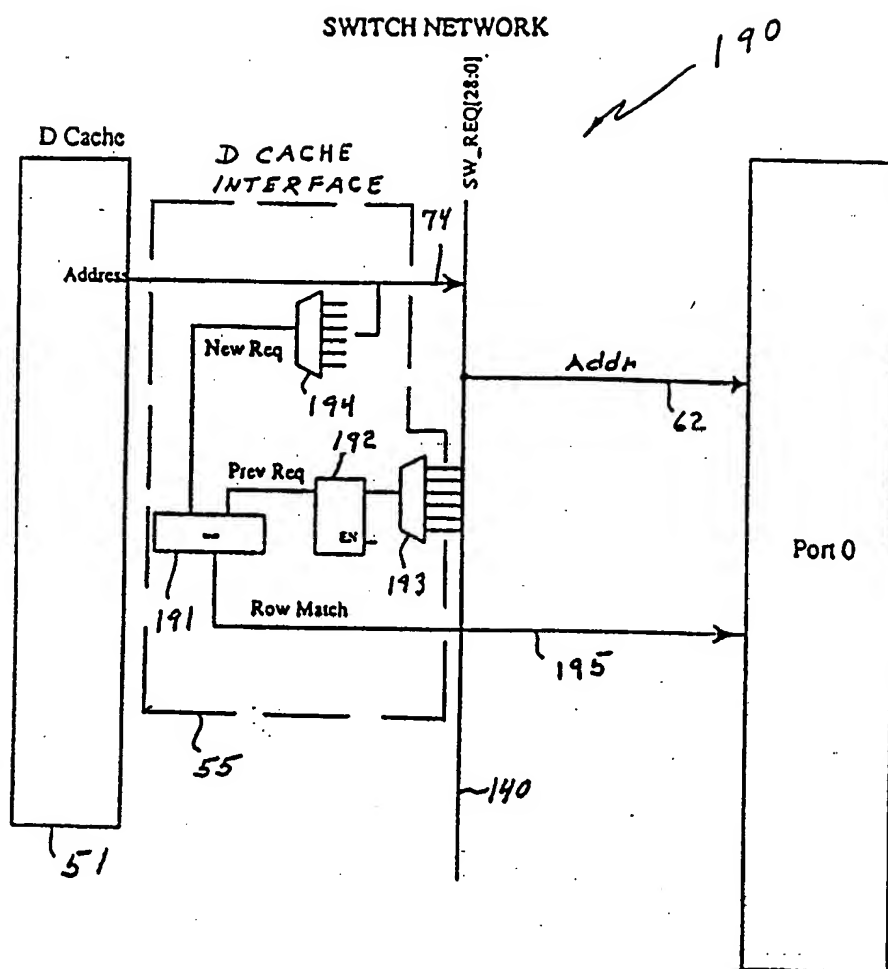 SWITCH NETWORK
190
SW_REQ[28:0]
D Cache
D CACHE
INTERFACE
74
Address
New Req
194
Addr
62
192
Prev Req
EN
193
Port 0
191
Row Match
195
55
140
51